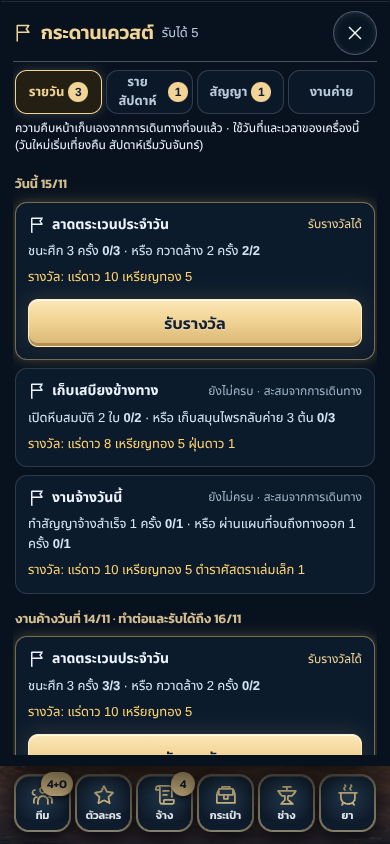 กระดานเควสต์ รับได้ 5
รายวัน 3
ราย
สัปดาห์ 1
สัญญา 1
งานค่าย
ความคืบหน้าเก็บเองจากการเดินทางที่จบแล้ว · ใช้วันที่และเวลาของเครื่องนี้
(วันใหม่เริ่มเที่ยงคืน สัปดาห์เริ่มวันจันทร์)
วันนี้ 15/11
ลาดตระเวนประจำวัน รับรางวัลได้
ชนะศึก 3 ครั้ง 0/3 · หรือ กวาดล้าง 2 ครั้ง 2/2
รางวัล: แร่ดาว 10 เหรียญทอง 5
รับรางวัล
เก็บเสบียงข้างทาง ยังไม่ครบ · สะสมจากการเดินทาง
เปิดหีบสมบัติ 2 ใบ 0/2 · หรือ เก็บสมุนไพรกลับค่าย 3 ต้น 0/3
รางวัล: แร่ดาว 8 เหรียญทอง 5 ฝุ่นดาว 1
งานจ้างวันนี้ ยังไม่ครบ · สะสมจากการเดินทาง
ทำสัญญาจ้างสำเร็จ 1 ครั้ง 0/1 · หรือ ผ่านแผนที่จนถึงทางออก 1
ครั้ง 0/1
รางวัล: แร่ดาว 10 เหรียญทอง 5 ตำราศัสตราเล่มเล็ก 1
งานค้างวันที่ 14/11 · ทำต่อและรับได้ถึง 16/11
ลาดตระเวนประจำวัน รับรางวัลได้
ชนะศึก 3 ครั้ง 3/3 · หรือ กวาดล้าง 2 ครั้ง 0/2
รางวัล: แร่ดาว 10 เหรียญทอง 5
4+0 4
ทีม ตัวละคร จ้าง กระเป๋า ช่าง ยา